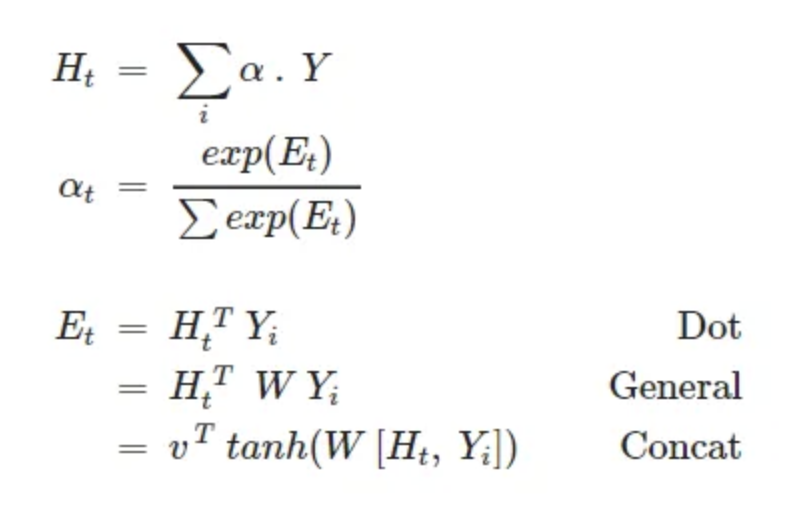 H_t = ∑_i α . Y
α_t = exp(E_t) / ∑ exp(E_t)
E_t = H_t^T Y_i Dot
= H_t^T W Y_i General
= v^T tanh(W [H_t, Y_i]) Concat